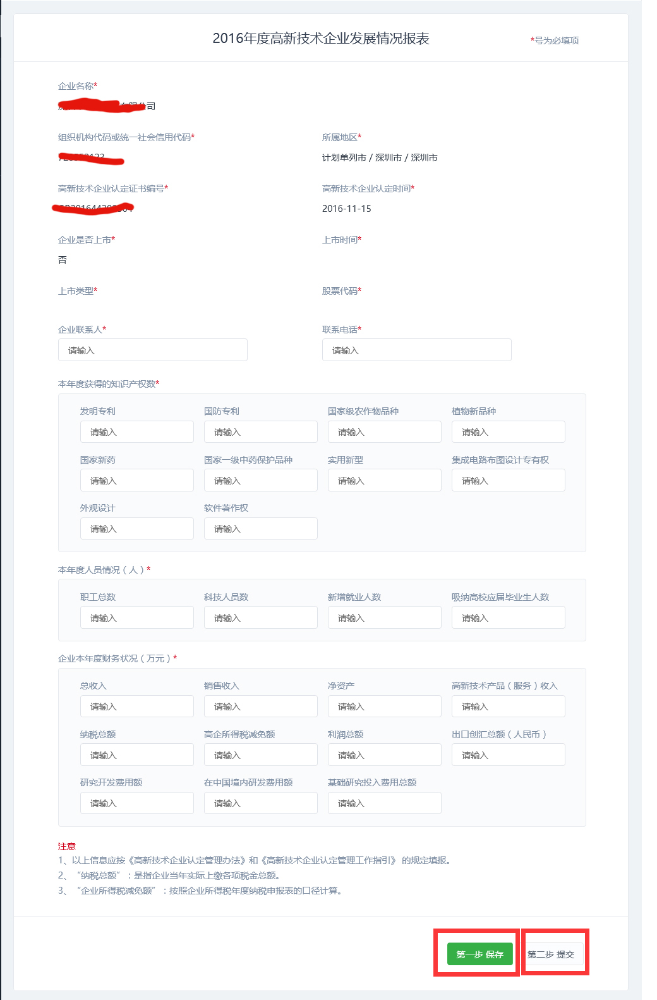 2016年度高新技术企业发展情况报表
*号为必填项
企业名称*
有限公司
组织机构代码或统一社会信用代码*
所属地区*
计划单列市 / 深圳市 / 深圳市
高新技术企业认定证书编号*
高新技术企业认定时间*
2016-11-15
企业是否上市*
上市时间*
否
上市类型*
股票代码*
企业联系人*
联系电话*
请输入
请输入
本年度获得的知识产权数*
发明专利
国防专利
国家级农作物品种
植物新品种
请输入
请输入
请输入
请输入
国家新药
国家一级中药保护品种
实用新型
集成电路布图设计专有权
请输入
请输入
请输入
请输入
外观设计
软件著作权
请输入
请输入
本年度人员情况（人）*
职工总数
科技人员数
新增就业人数
吸纳高校应届毕业生人数
请输入
请输入
请输入
请输入
企业本年度财务状况（万元）*
总收入
销售收入
净资产
高新技术产品（服务）收入
请输入
请输入
请输入
请输入
纳税总额
高企所得税减免额
利润总额
出口创汇总额（人民币）
请输入
请输入
请输入
请输入
研究开发费用额
在中国境内研发费用额
基础研究投入费用总额
请输入
请输入
请输入
注意
1、以上信息应按《高新技术企业认定管理办法》和《高新技术企业认定管理工作指引》 的规定填报。
2、“纳税总额”：是指企业当年实际上缴各项税金总额。
3、“企业所得税减免额”：按照企业所得税年度纳税申报表的口径计算。
第一步 保存
第二步 提交